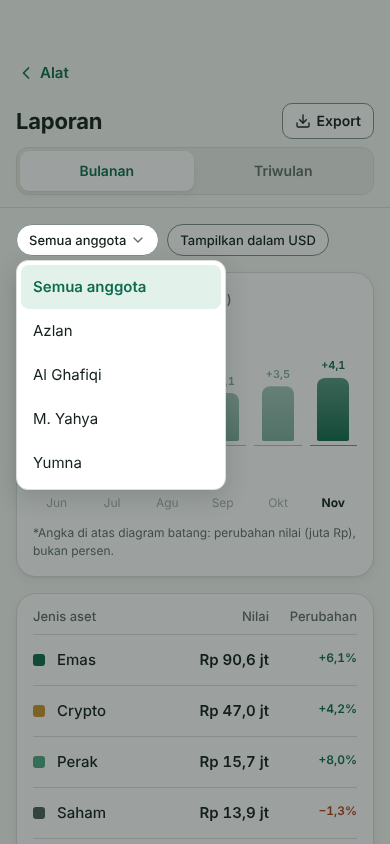 Alat
Laporan
Export
Bulanan
Triwulan
Semua anggota
Tampilkan dalam USD
Semua anggota
Azlan
Al Ghafiqi
M. Yahya
Yumna
+3,5
+4,1
Jun Jul Agu Sep Okt Nov
*Angka di atas diagram batang: perubahan nilai (juta Rp),
bukan persen.
Jenis aset Nilai Perubahan
Emas Rp 90,6 jt +6,1%
Crypto Rp 47,0 jt +4,2%
Perak Rp 15,7 jt +8,0%
Saham Rp 13,9 jt −1,3%